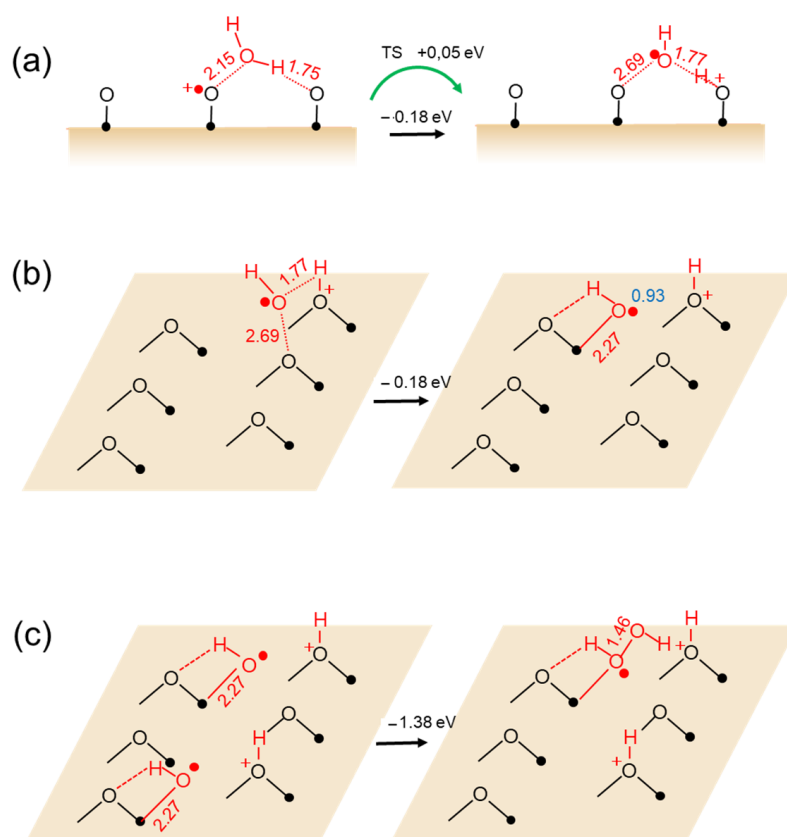 (a)
H
O
H
2.15
1.75
+
O
O
O
TS +0,05 eV
–·0.18 eV
H
O
2.69
1.77
H
+
O
O
O
(b)
H
1.77
H
O
+
O
2.69
O
O
O
O
O
– 0.18 eV
H
H
0.93
O
O
+
O
2.27
O
O
O
O
(c)
H
H
O
+
O
O
2.27
O
O
H
H
O
+
O
O
2.27
–1.38 eV
O
H
H
1.46
H
O
+
O
O
O
O
H
+
O
O